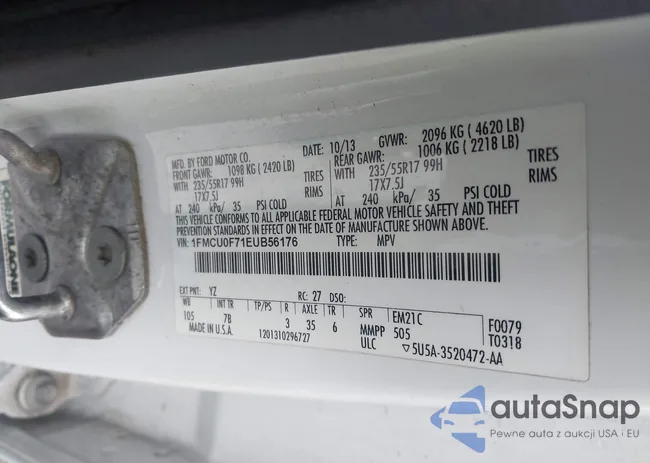 MFD. BY FORD MOTOR CO.
DATE: 10/13 GVWR: 2096 KG ( 4620 LB)
FRONT GAWR: 1098 KG ( 2420 LB) REAR GAWR: 1006 KG ( 2218 LB)
WITH 235/55R17 99H TIRES WITH 235/55R17 99H TIRES
17X7.5J RIMS 17X7.5J RIMS
AT 240 kPa/ 35 PSI COLD AT 240 kPa/ 35 PSI COLD
THIS VEHICLE CONFORMS TO ALL APPLICABLE FEDERAL MOTOR VEHICLE SAFETY AND THEFT
PREVENTION STANDARDS IN EFFECT ON THE DATE OF MANUFACTURE SHOWN ABOVE.
VIN: 1FMCU0F71EUB56176 TYPE: MPV
EXT PNT: YZ RC: 27 DSO:
WB INT TR TP/PS R AXLE TR SPR EM21C F0079
105 7B 3 35 6 MMPP 505 T0318
MADE IN U.S.A. 1201310296727 ULC ▽5U5A-3520472-AA
autaSnap
Pewne auta z aukcji USA i EU